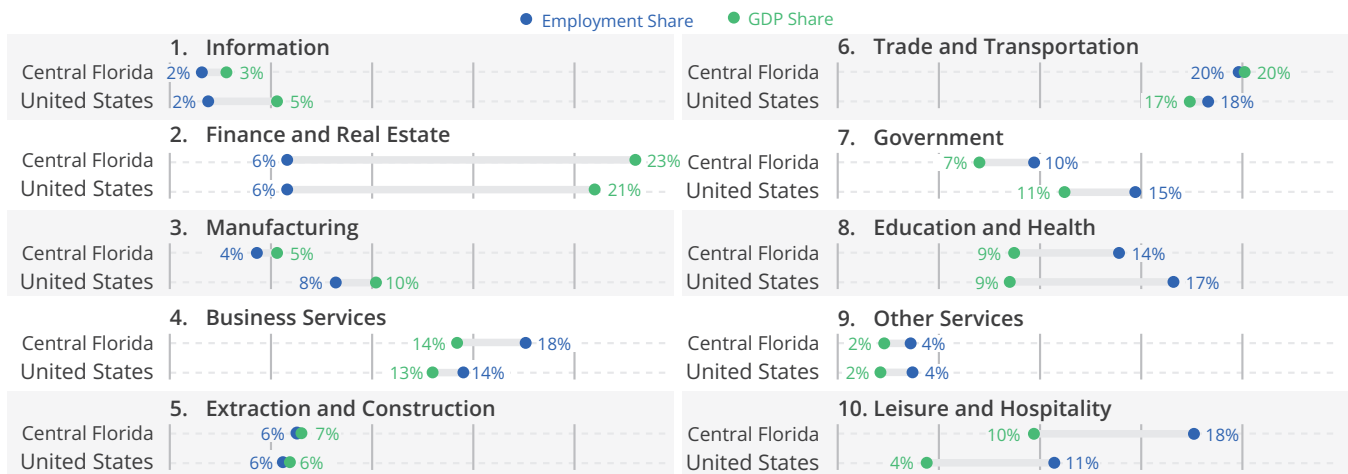 Employment Share GDP Share
1. Information
Central Florida 2% 3%
United States 2% 5%
2. Finance and Real Estate
Central Florida 6% 23%
United States 6% 21%
3. Manufacturing
Central Florida 4% 5%
United States 8% 10%
4. Business Services
Central Florida 14% 18%
United States 13% 14%
5. Extraction and Construction
Central Florida 6% 7%
United States 6% 6%
6. Trade and Transportation
Central Florida 20% 20%
United States 17% 18%
7. Government
Central Florida 7% 10%
United States 11% 15%
8. Education and Health
Central Florida 9% 14%
United States 9% 17%
9. Other Services
Central Florida 2% 4%
United States 2% 4%
10. Leisure and Hospitality
Central Florida 10% 18%
United States 4% 11%